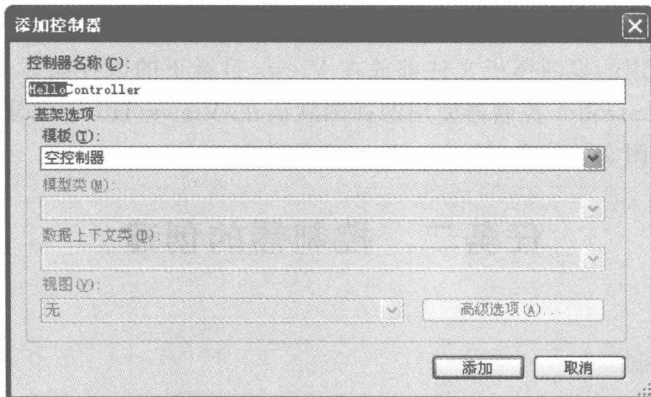 添加控制器
控制器名称(C):
HelloController
基架选项
模板(T):
空控制器
模型类(M):
数据上下文类(D):
视图(V):
无
高级选项(A)...
添加
取消